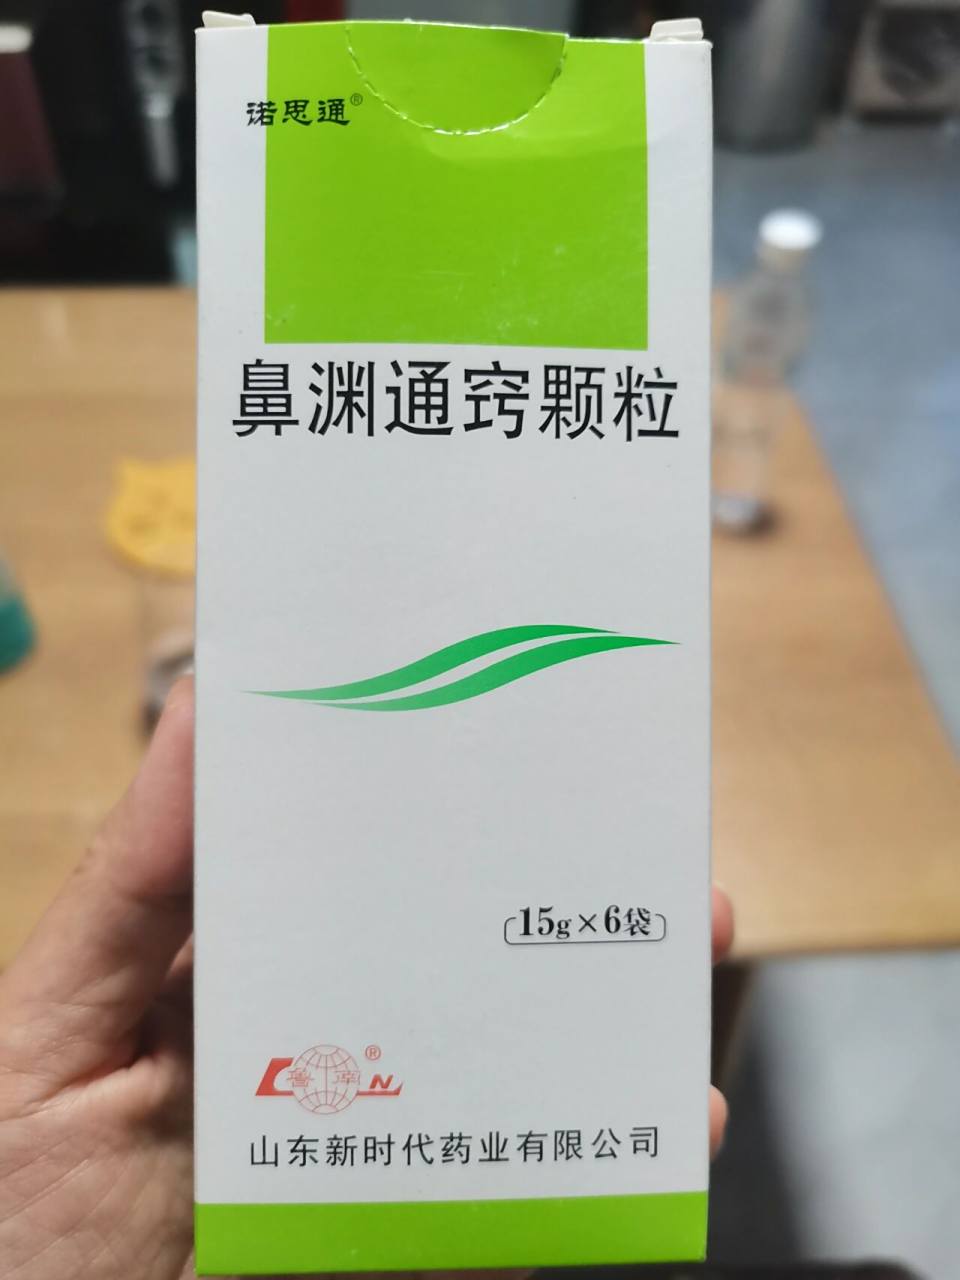 诺思通®
鼻渊通窍颗粒
15g×6袋
鲁南
N
®
山东新时代药业有限公司